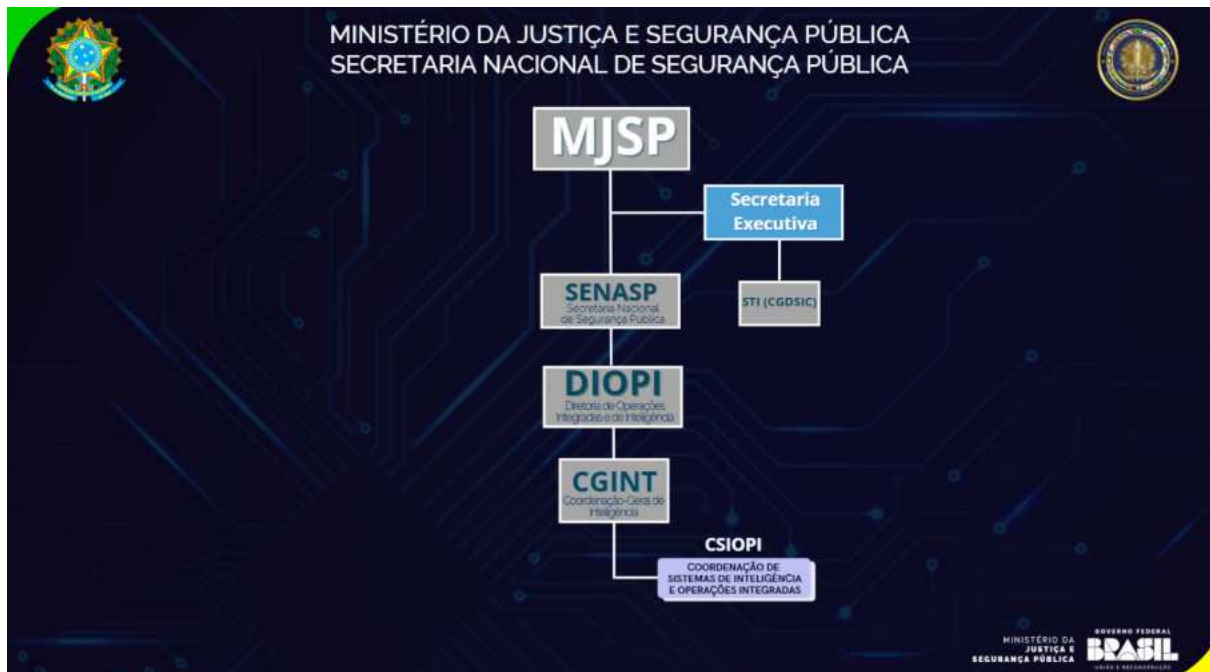 MINISTÉRIO DA JUSTIÇA E SEGURANÇA PÚBLICA
SECRETARIA NACIONAL DE SEGURANÇA PÚBLICA
MJSP
Secretaria
Executiva
SENASP
Secretaria Nacional
de Segurança Pública
STI (CGDSIC)
DIOPI
Diretoria de Operações
Integradas e de Inteligência
CGINT
Coordenação-Geral de
Inteligência
CSIOPI
COORDENAÇÃO DE
SISTEMAS DE INTELIGÊNCIA
E OPERAÇÕES INTEGRADAS
MINISTÉRIO DA
JUSTIÇA E
SEGURANÇA PÚBLICA
GOVERNO FEDERAL
BRASIL
UNIÃO E RECONSTRUÇÃO